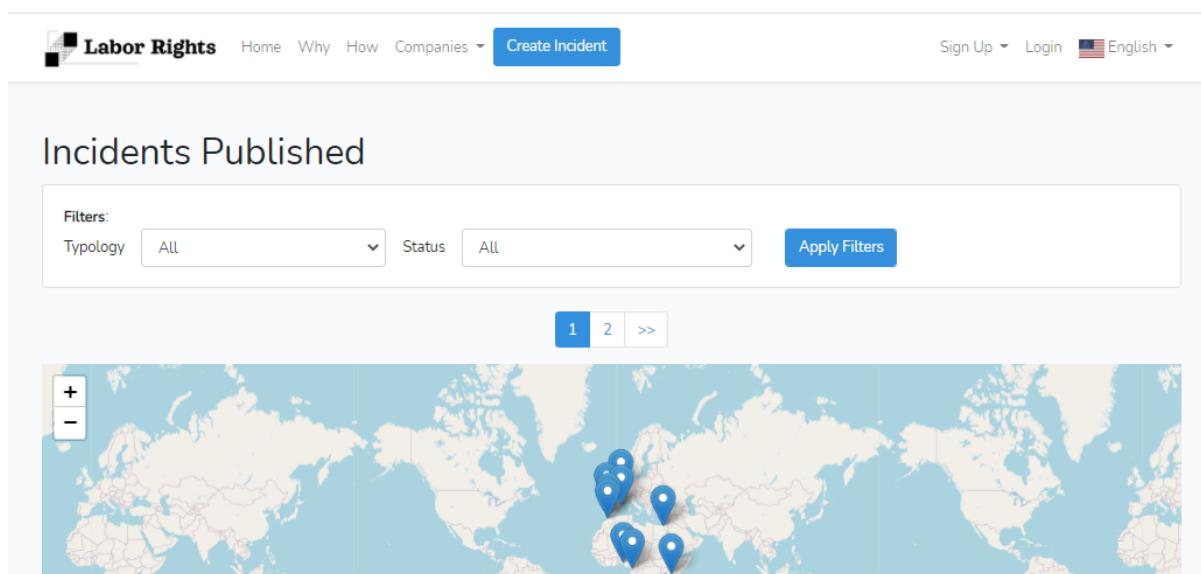 Labor Rights Home Why How Companies Create Incident Sign Up Login English
Incidents Published
Filters:
Typology All Status All Apply Filters
1 2 >>
+
−